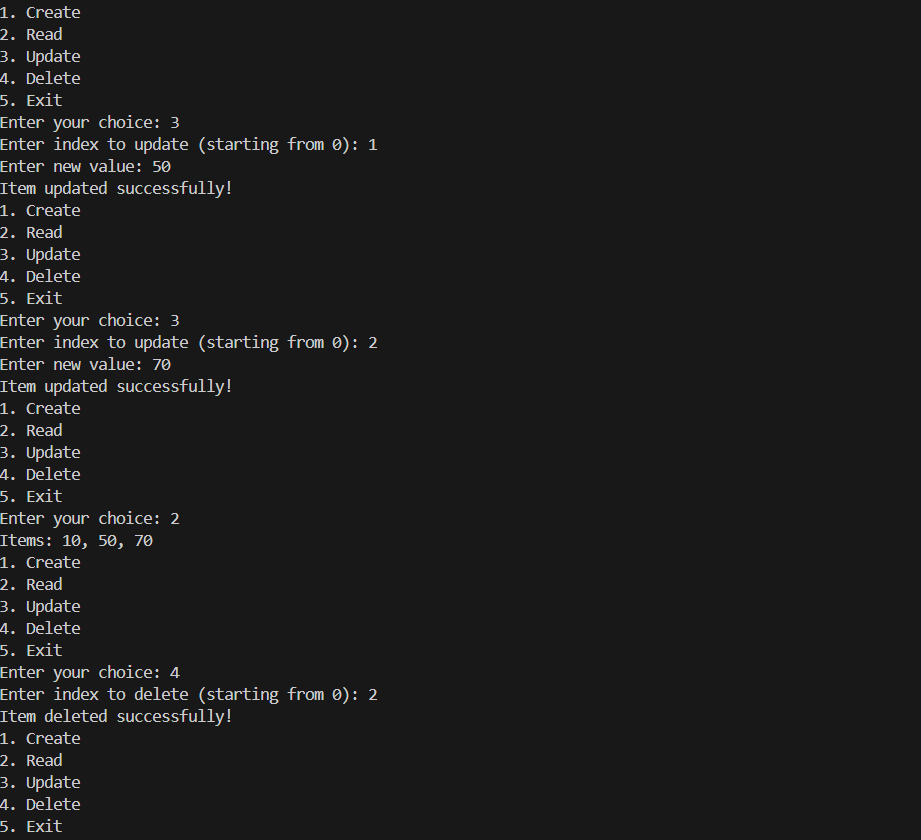 1. Create
2. Read
3. Update
4. Delete
5. Exit
Enter your choice: 3
Enter index to update (starting from 0): 1
Enter new value: 50
Item updated successfully!
1. Create
2. Read
3. Update
4. Delete
5. Exit
Enter your choice: 3
Enter index to update (starting from 0): 2
Enter new value: 70
Item updated successfully!
1. Create
2. Read
3. Update
4. Delete
5. Exit
Enter your choice: 2
Items: 10, 50, 70
1. Create
2. Read
3. Update
4. Delete
5. Exit
Enter your choice: 4
Enter index to delete (starting from 0): 2
Item deleted successfully!
1. Create
2. Read
3. Update
4. Delete
5. Exit